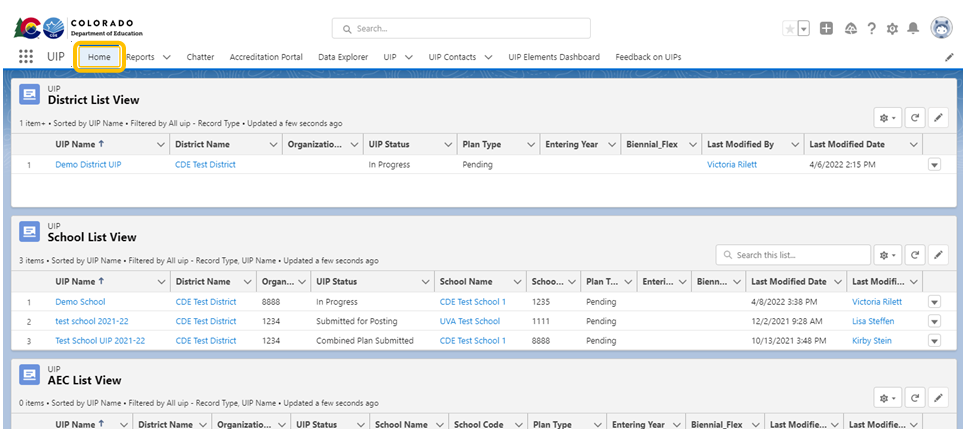 COLORADO
CDE Department of Education
Search...
UIP Home Reports Chatter Accreditation Portal Data Explorer UIP UIP Contacts UIP Elements Dashboard Feedback on UIPs
UIP
District List View
1 item+ • Sorted by UIP Name • Filtered by All uip - Record Type • Updated a few seconds ago
UIP Name ↑ District Name Organizatio... UIP Status Plan Type Entering Year Biennial_Flex Last Modified By Last Modified Date
1 Demo District UIP CDE Test District In Progress Pending Victoria Rilett 4/6/2022 2:15 PM
UIP
School List View
3 items • Sorted by UIP Name • Filtered by All uip - Record Type, UIP Name • Updated a few seconds ago
Search this list...
UIP Name ↑ District Name Organ... UIP Status School Name Schoo... Plan T... Enteri... Bienn... Last Modified Date Last Modifi...
1 Demo School CDE Test District 8888 In Progress CDE Test School 1 1235 Pending 4/8/2022 3:38 PM Victoria Rilett
2 test school 2021-22 CDE Test District 1234 Submitted for Posting UVA Test School 1111 Pending 12/2/2021 9:28 AM Lisa Steffen
3 Test School UIP 2021-22 CDE Test District 1234 Combined Plan Submitted CDE Test School 1 8888 Pending 10/13/2021 3:48 PM Kirby Stein
UIP
AEC List View
0 items • Sorted by UIP Name • Filtered by All uip - Record Type, UIP Name • Updated a few seconds ago
UIP Name ↑ District Name Organizatio... UIP Status School Name School Code Plan Type Entering Year Biennial_Flex Last Modifie... Last Modifie...